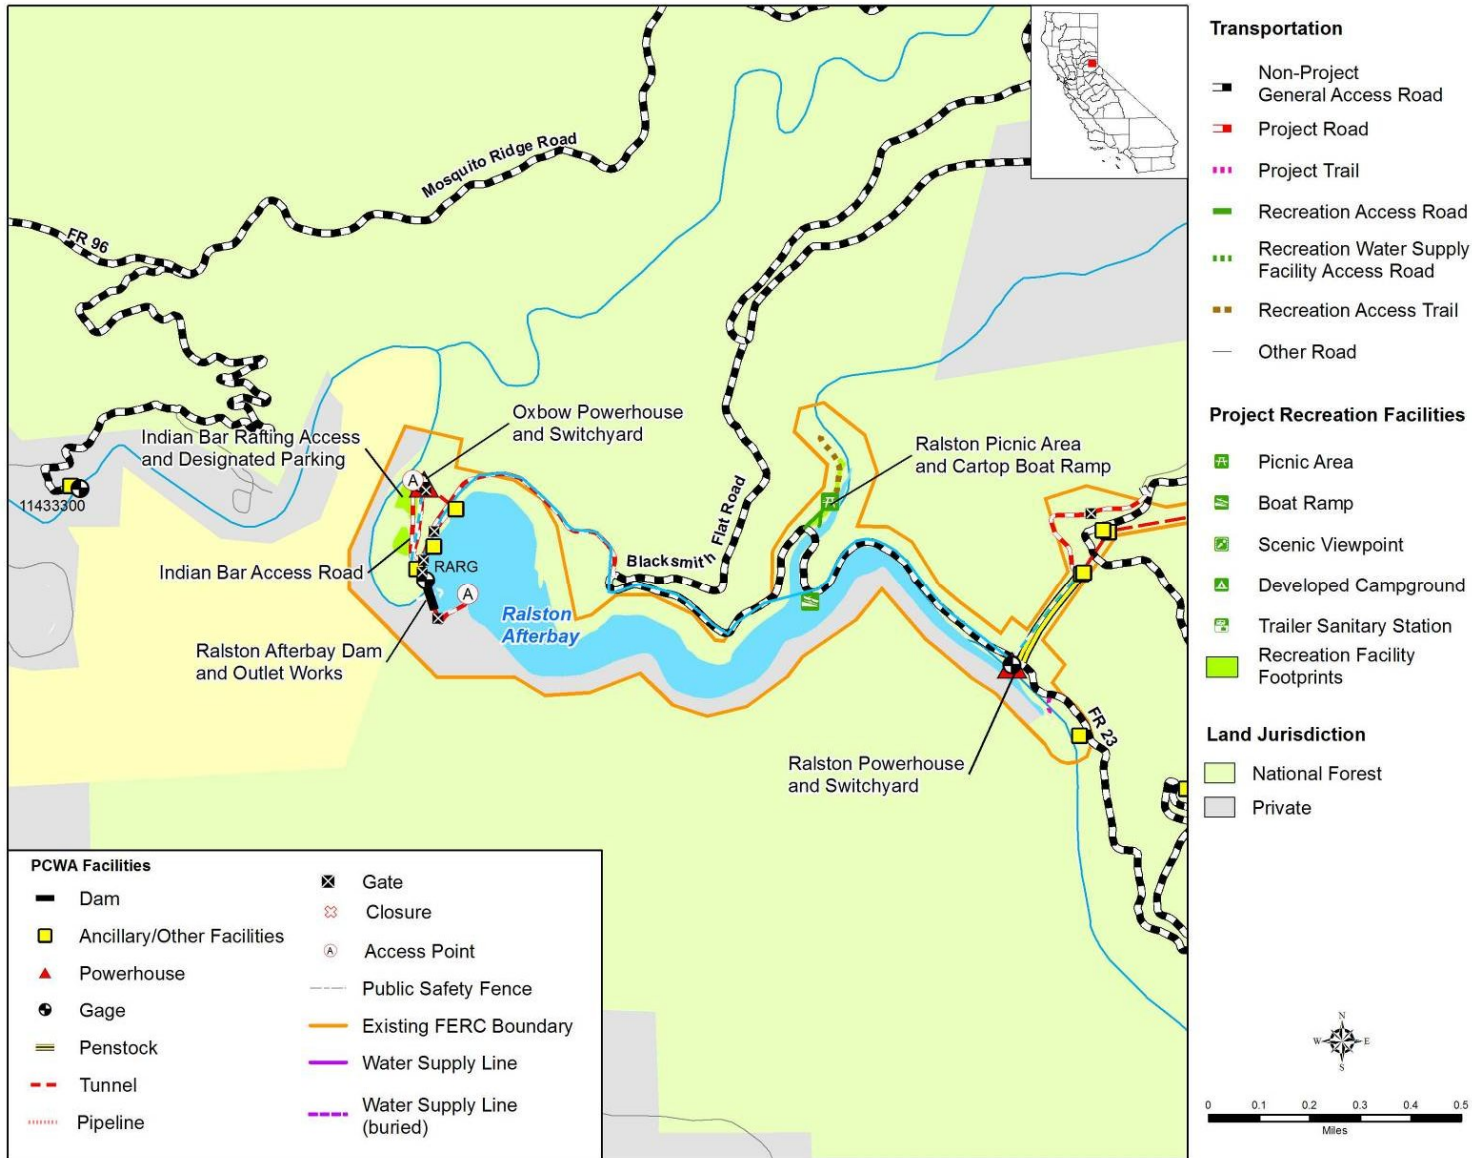 Mosquito Ridge Road
FR 96
Oxbow Powerhouse
and Switchyard
Indian Bar Rafting Access
and Designated Parking
Ralston Picnic Area
and Cartop Boat Ramp
A
11433300
Blacksmith Flat Road
Indian Bar Access Road
RARG
A
Ralston
Afterbay
Ralston Afterbay Dam
and Outlet Works
FR 23
Ralston Powerhouse
and Switchyard
PCWA Facilities
Dam
Ancillary/Other Facilities
Powerhouse
Gage
Penstock
Tunnel
Pipeline
Gate
Closure
A
Access Point
Public Safety Fence
Existing FERC Boundary
Water Supply Line
Water Supply Line
(buried)
Transportation
Non-Project
General Access Road
Project Road
Project Trail
Recreation Access Road
Recreation Water Supply
Facility Access Road
Recreation Access Trail
Other Road
Project Recreation Facilities
Picnic Area
Boat Ramp
Scenic Viewpoint
Developed Campground
Trailer Sanitary Station
Recreation Facility
Footprints
Land Jurisdiction
National Forest
Private
N
W E
S
0 0.1 0.2 0.3 0.4 0.5
Miles